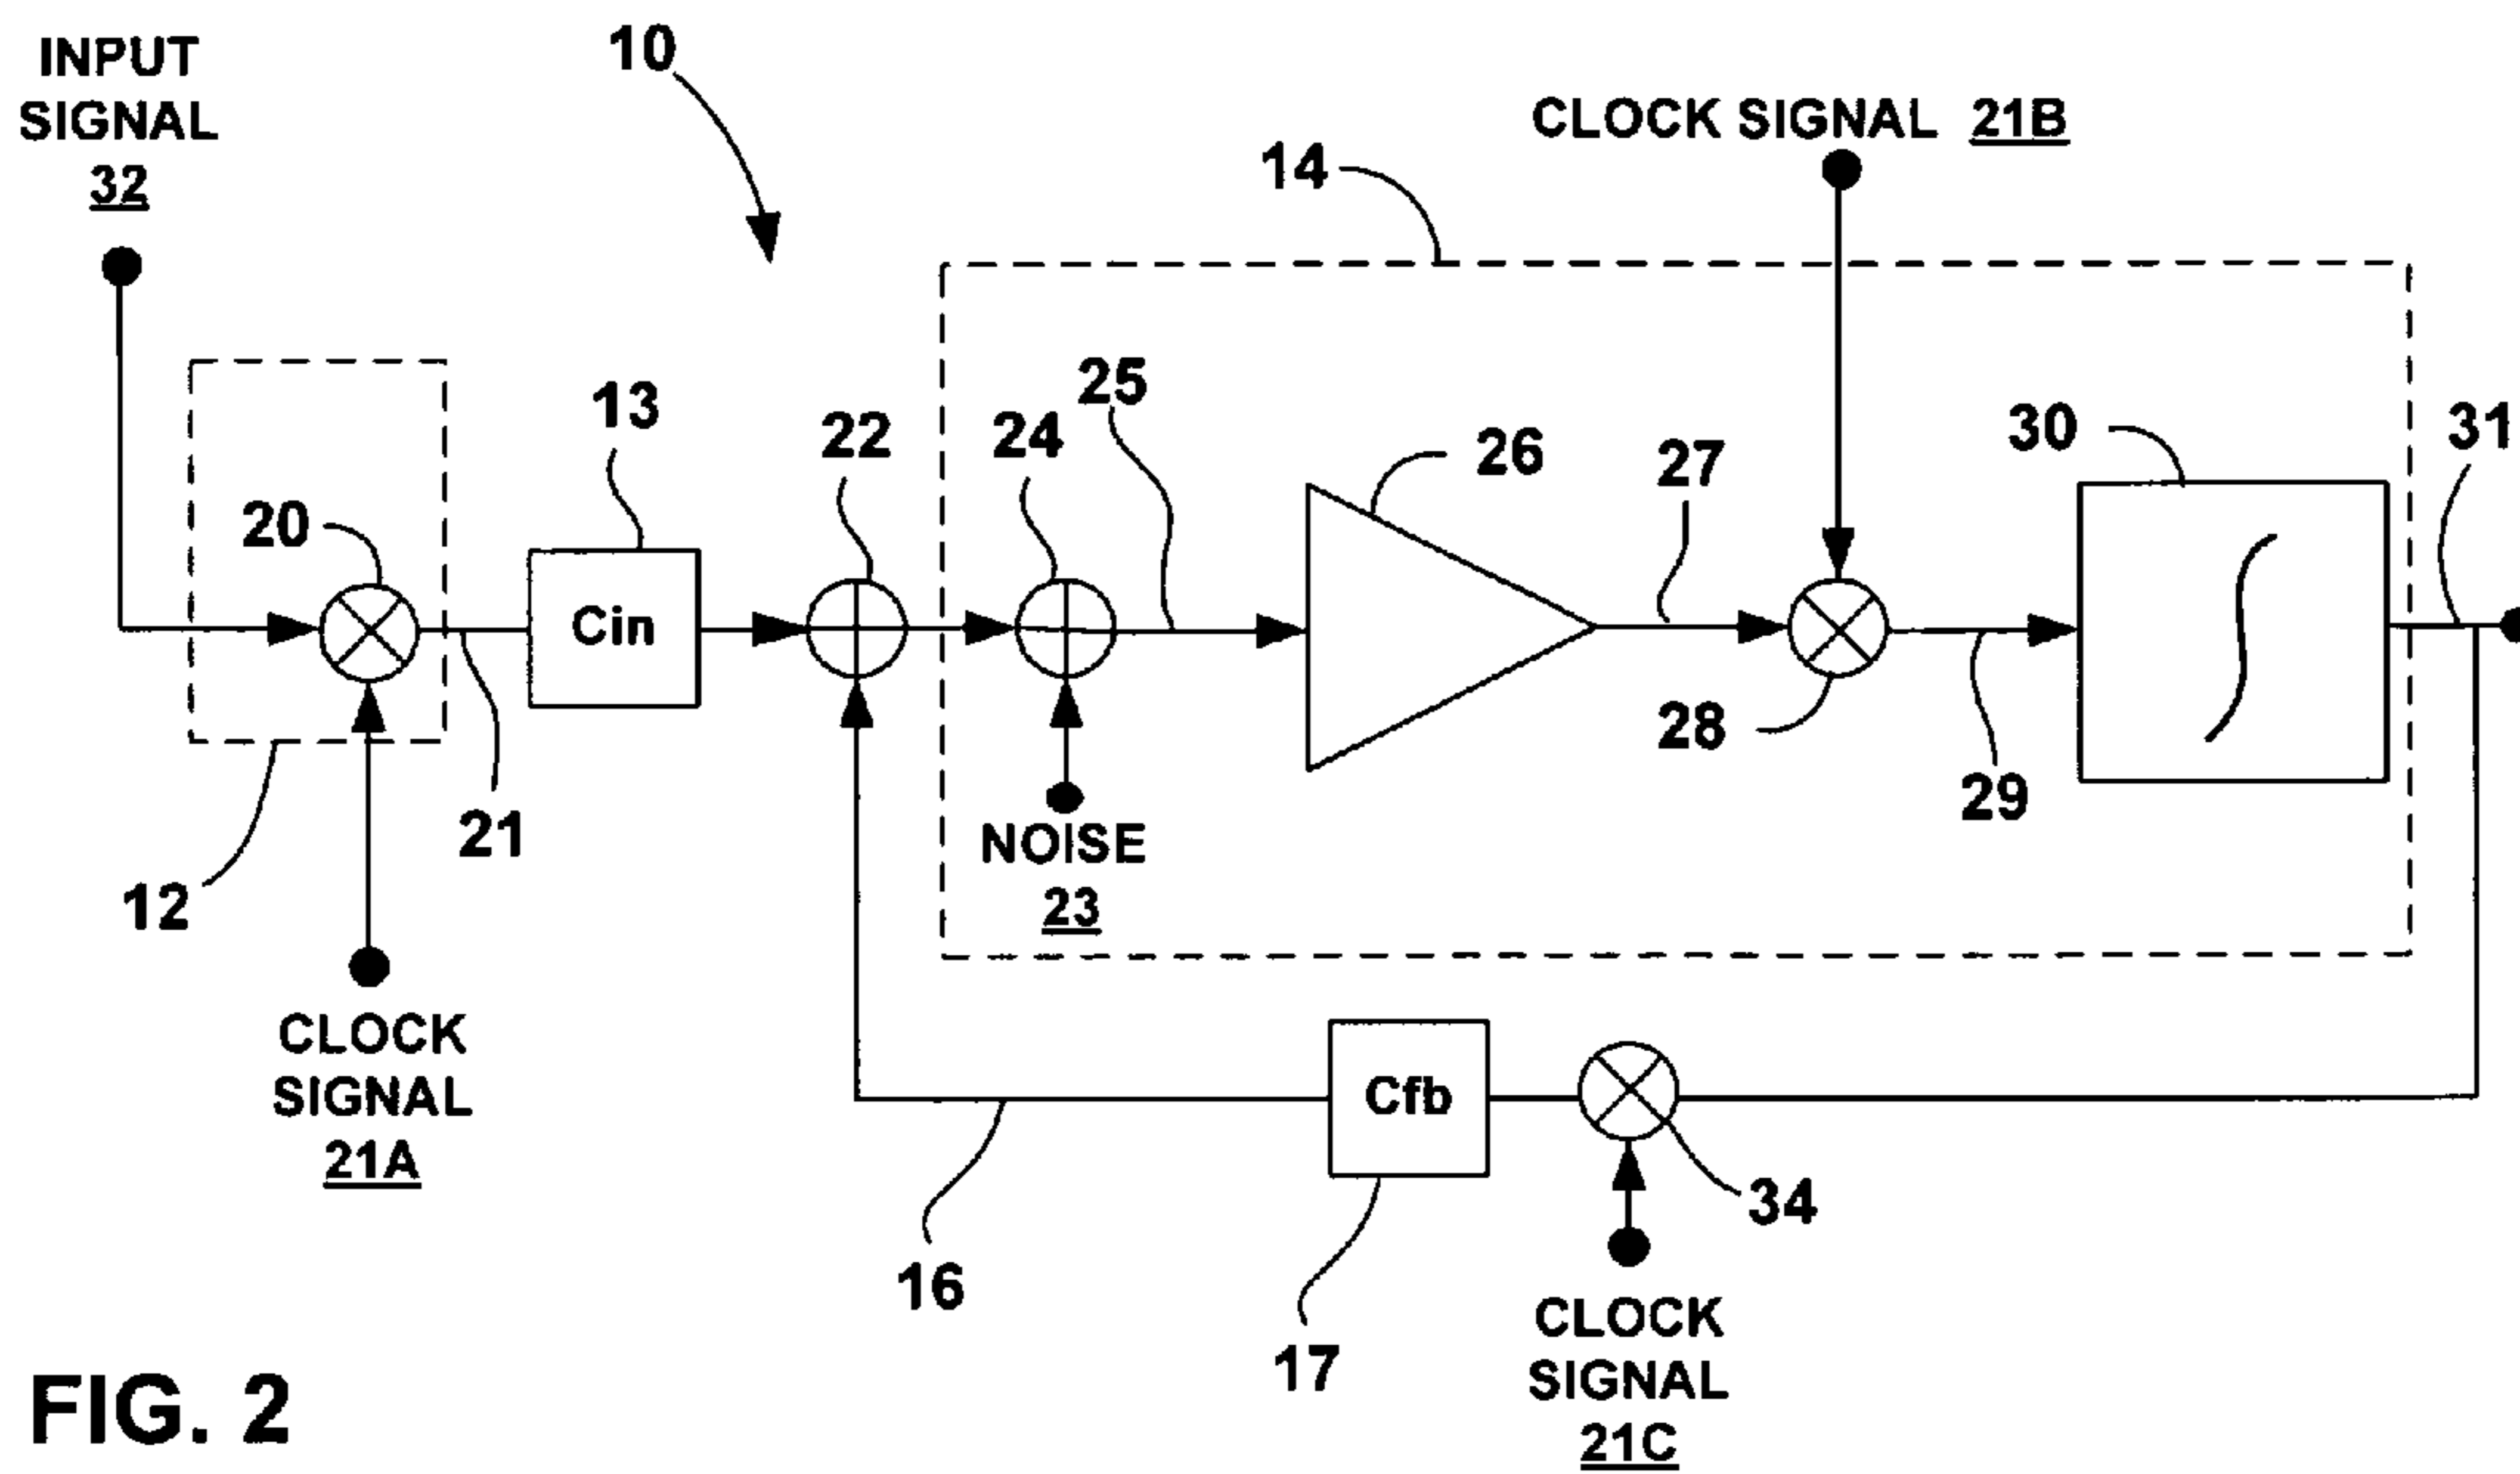 INPUT
SIGNAL
32
10
CLOCK SIGNAL 21B
14
13
22
24
25
26
27
30
31
20
Cin
28
29
21
12
NOISE
23
CLOCK
SIGNAL
21A
Cfb
16
34
17
CLOCK
SIGNAL
21C
FIG. 2